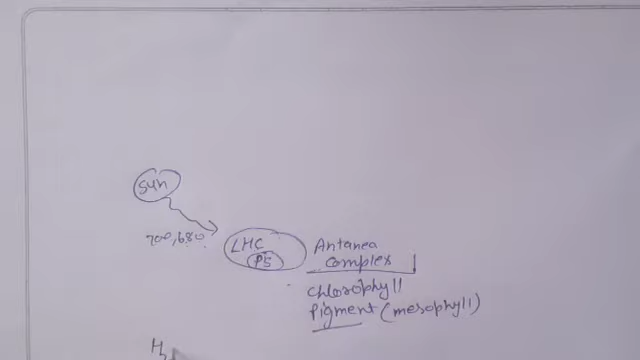 Sun
700,680
LHC
PS
Antanea
Complex
Chlorophyll
Pigment (mesophyll)
H